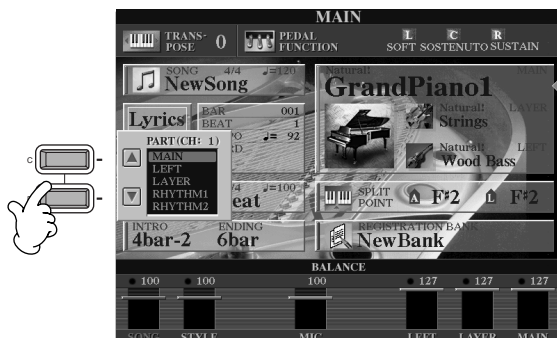 MAIN
TRANS-
POSE 0 PEDAL
FUNCTION
L C R
SOFT SOSTENUTO SUSTAIN
SONG 4/4 ♩=120
NewSong
Natural! MAIN
GrandPiano1
Lyrics
BAR 001
BEAT 1
♩= 92
Natural! LAYER
Strings
Natural! LEFT
Wood Bass
C
PART(CH: 1)
MAIN
LEFT
LAYER
RHYTHM1
RHYTHM2
/4 ♩=100
eat
SPLIT
POINT A F♯2 L F♯2
INTRO ENDING
4bar-2 6bar
REGISTRATION BANK
NewBank
BALANCE
100 100 100 127 127 127
SONG STYLE MIC LEFT LAYER MAIN